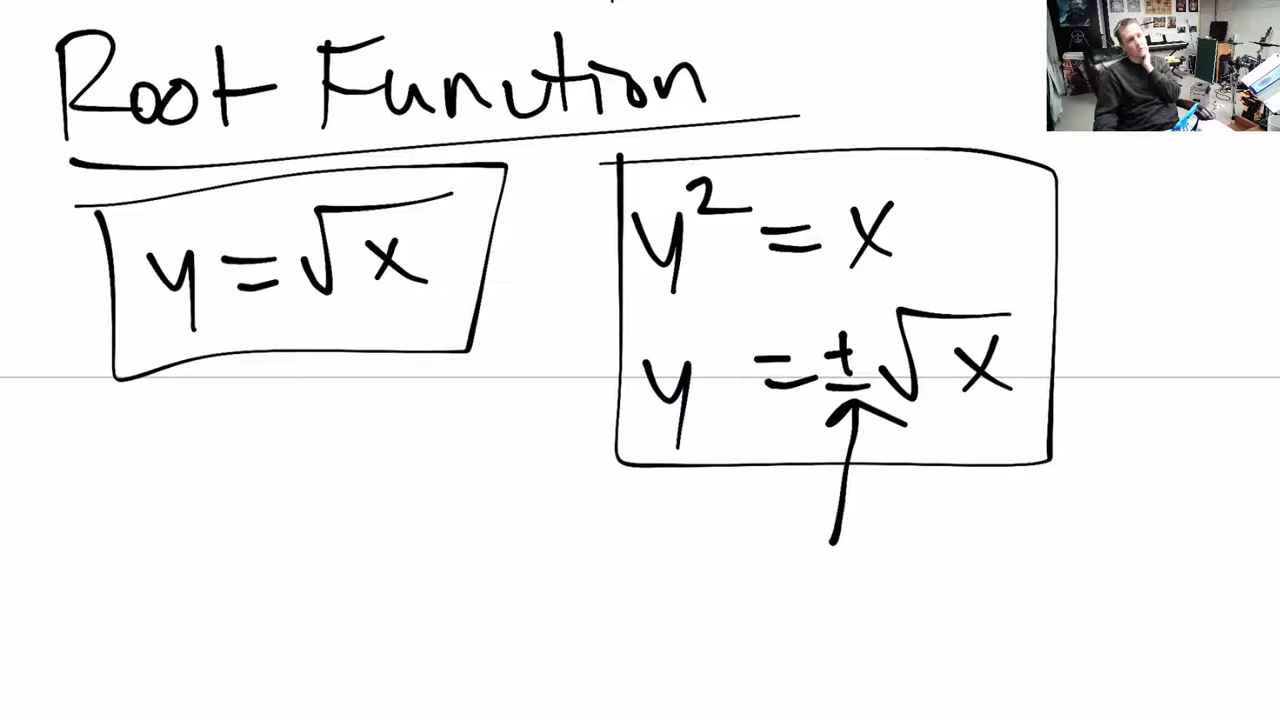 Root Function
y = √x
y² = x
y = ±√x